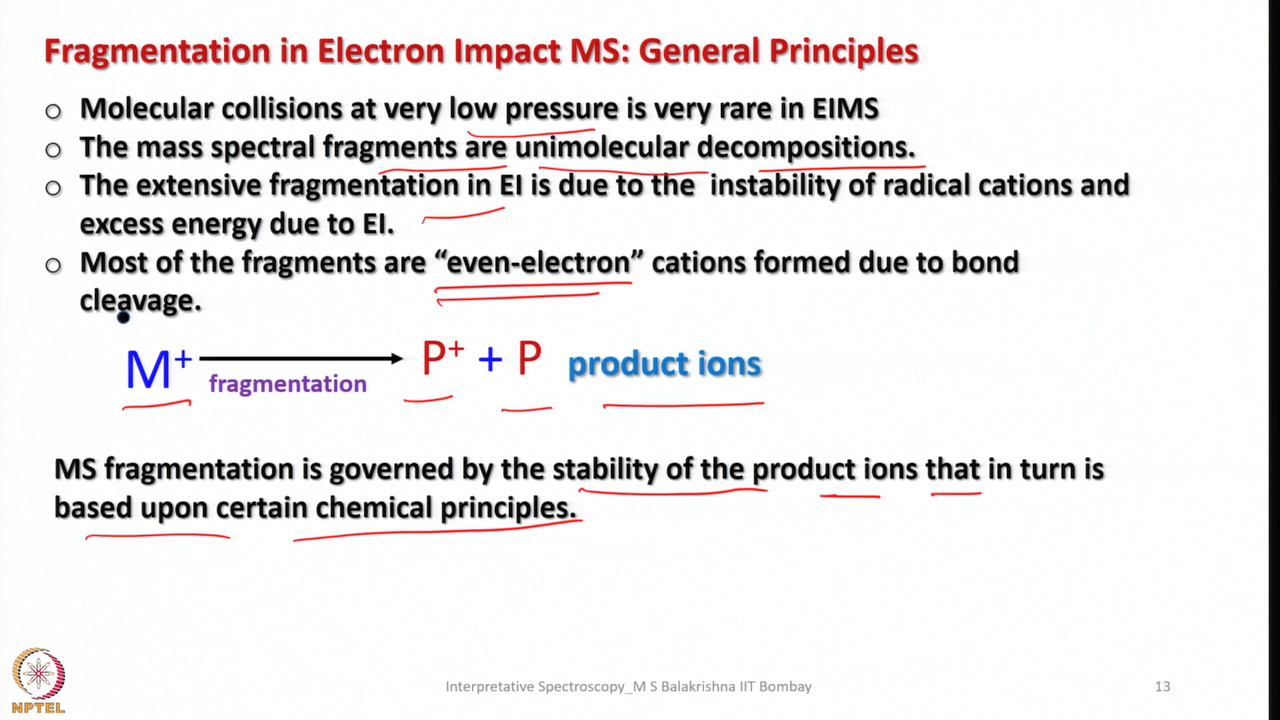 Fragmentation in Electron Impact MS: General Principles
o Molecular collisions at very low pressure is very rare in EIMS
o The mass spectral fragments are unimolecular decompositions.
o The extensive fragmentation in EI is due to the instability of radical cations and
excess energy due to EI.
o Most of the fragments are “even-electron” cations formed due to bond
cleavage.
M⁺ P⁺ + P product ions
fragmentation
MS fragmentation is governed by the stability of the product ions that in turn is
based upon certain chemical principles.
NPTEL
Interpretative Spectroscopy_M S Balakrishna IIT Bombay
13